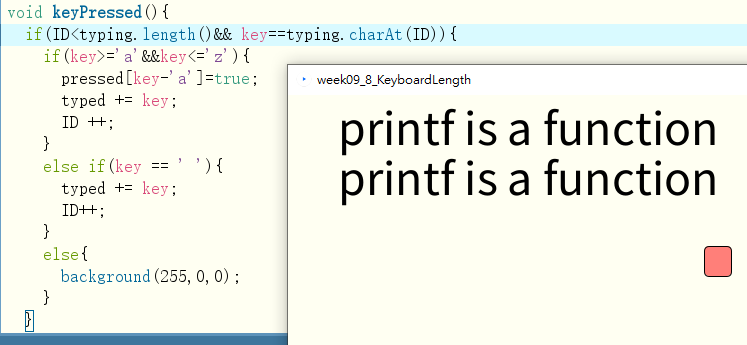 void keyPressed(){
if(ID<typing.length()&& key==typing.charAt(ID)){
if(key>='a'&&key<='z'){
pressed[key-'a']=true;
typed += key;
ID ++;
}
else if(key == ' '){
typed += key;
ID++;
}
else{
background(255,0,0);
}
}
week09_8_KeyboardLength
printf is a function
printf is a function